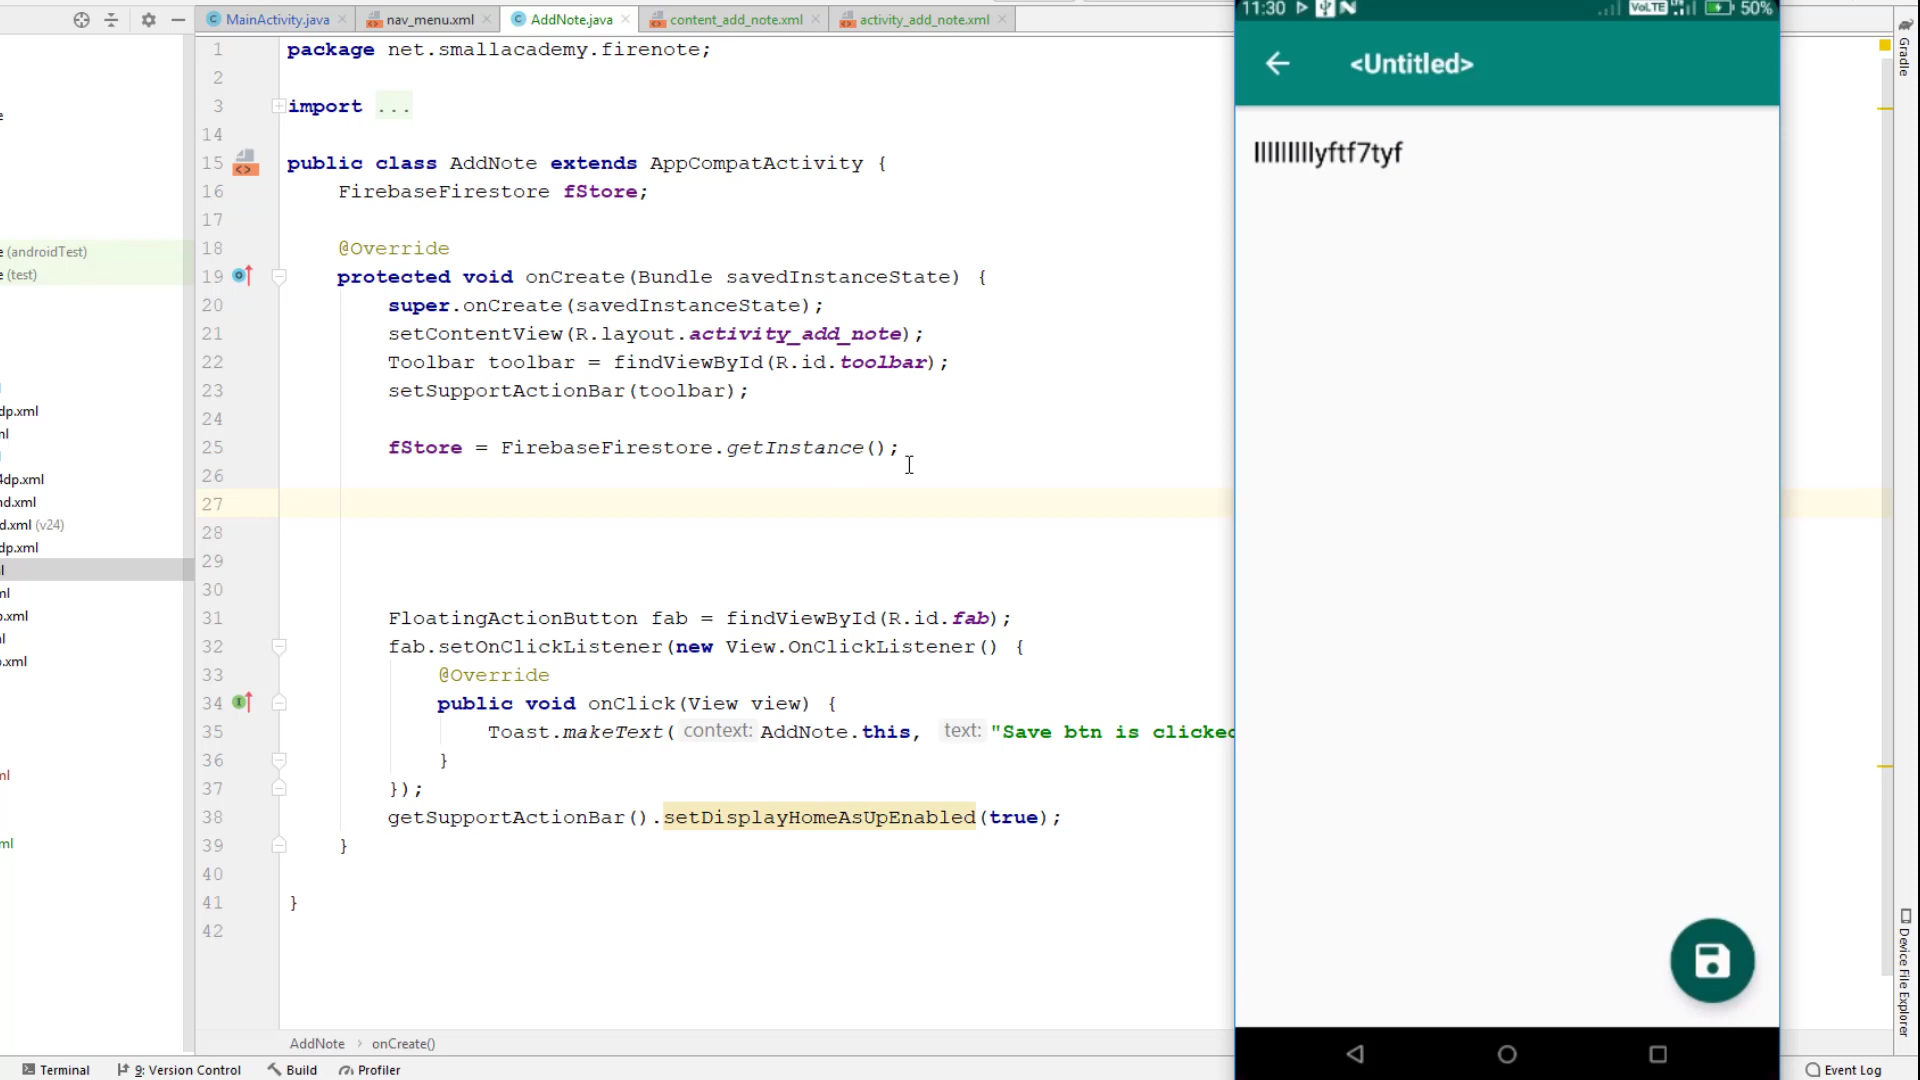 MainActivity.java
nav_menu.xml
AddNote.java
content_add_note.xml
activity_add_note.xml
11:30
VoLTE
50%
<Untitled>
lllllllllyftf7tyf
Gradle
Device File Explorer
(androidTest)
(test)
dp.xml
4dp.xml
nd.xml
d.xml (v24)
dp.xml
1 package net.smallacademy.firenote;
2
3 import ...
14
15 public class AddNote extends AppCompatActivity {
16 FirebaseFirestore fStore;
17
18 @Override
19 protected void onCreate(Bundle savedInstanceState) {
20 super.onCreate(savedInstanceState);
21 setContentView(R.layout.activity_add_note);
22 Toolbar toolbar = findViewById(R.id.toolbar);
23 setSupportActionBar(toolbar);
24
25 fStore = FirebaseFirestore.getInstance();
26
27
28
29
30
31 FloatingActionButton fab = findViewById(R.id.fab);
32 fab.setOnClickListener(new View.OnClickListener() {
33 @Override
34 public void onClick(View view) {
35 Toast.makeText( context: AddNote.this, text: "Save btn is clicked
36 }
37 });
38 getSupportActionBar().setDisplayHomeAsUpEnabled(true);
39 }
40
41 }
42
AddNote > onCreate()
Terminal
9: Version Control
Build
Profiler
Event Log